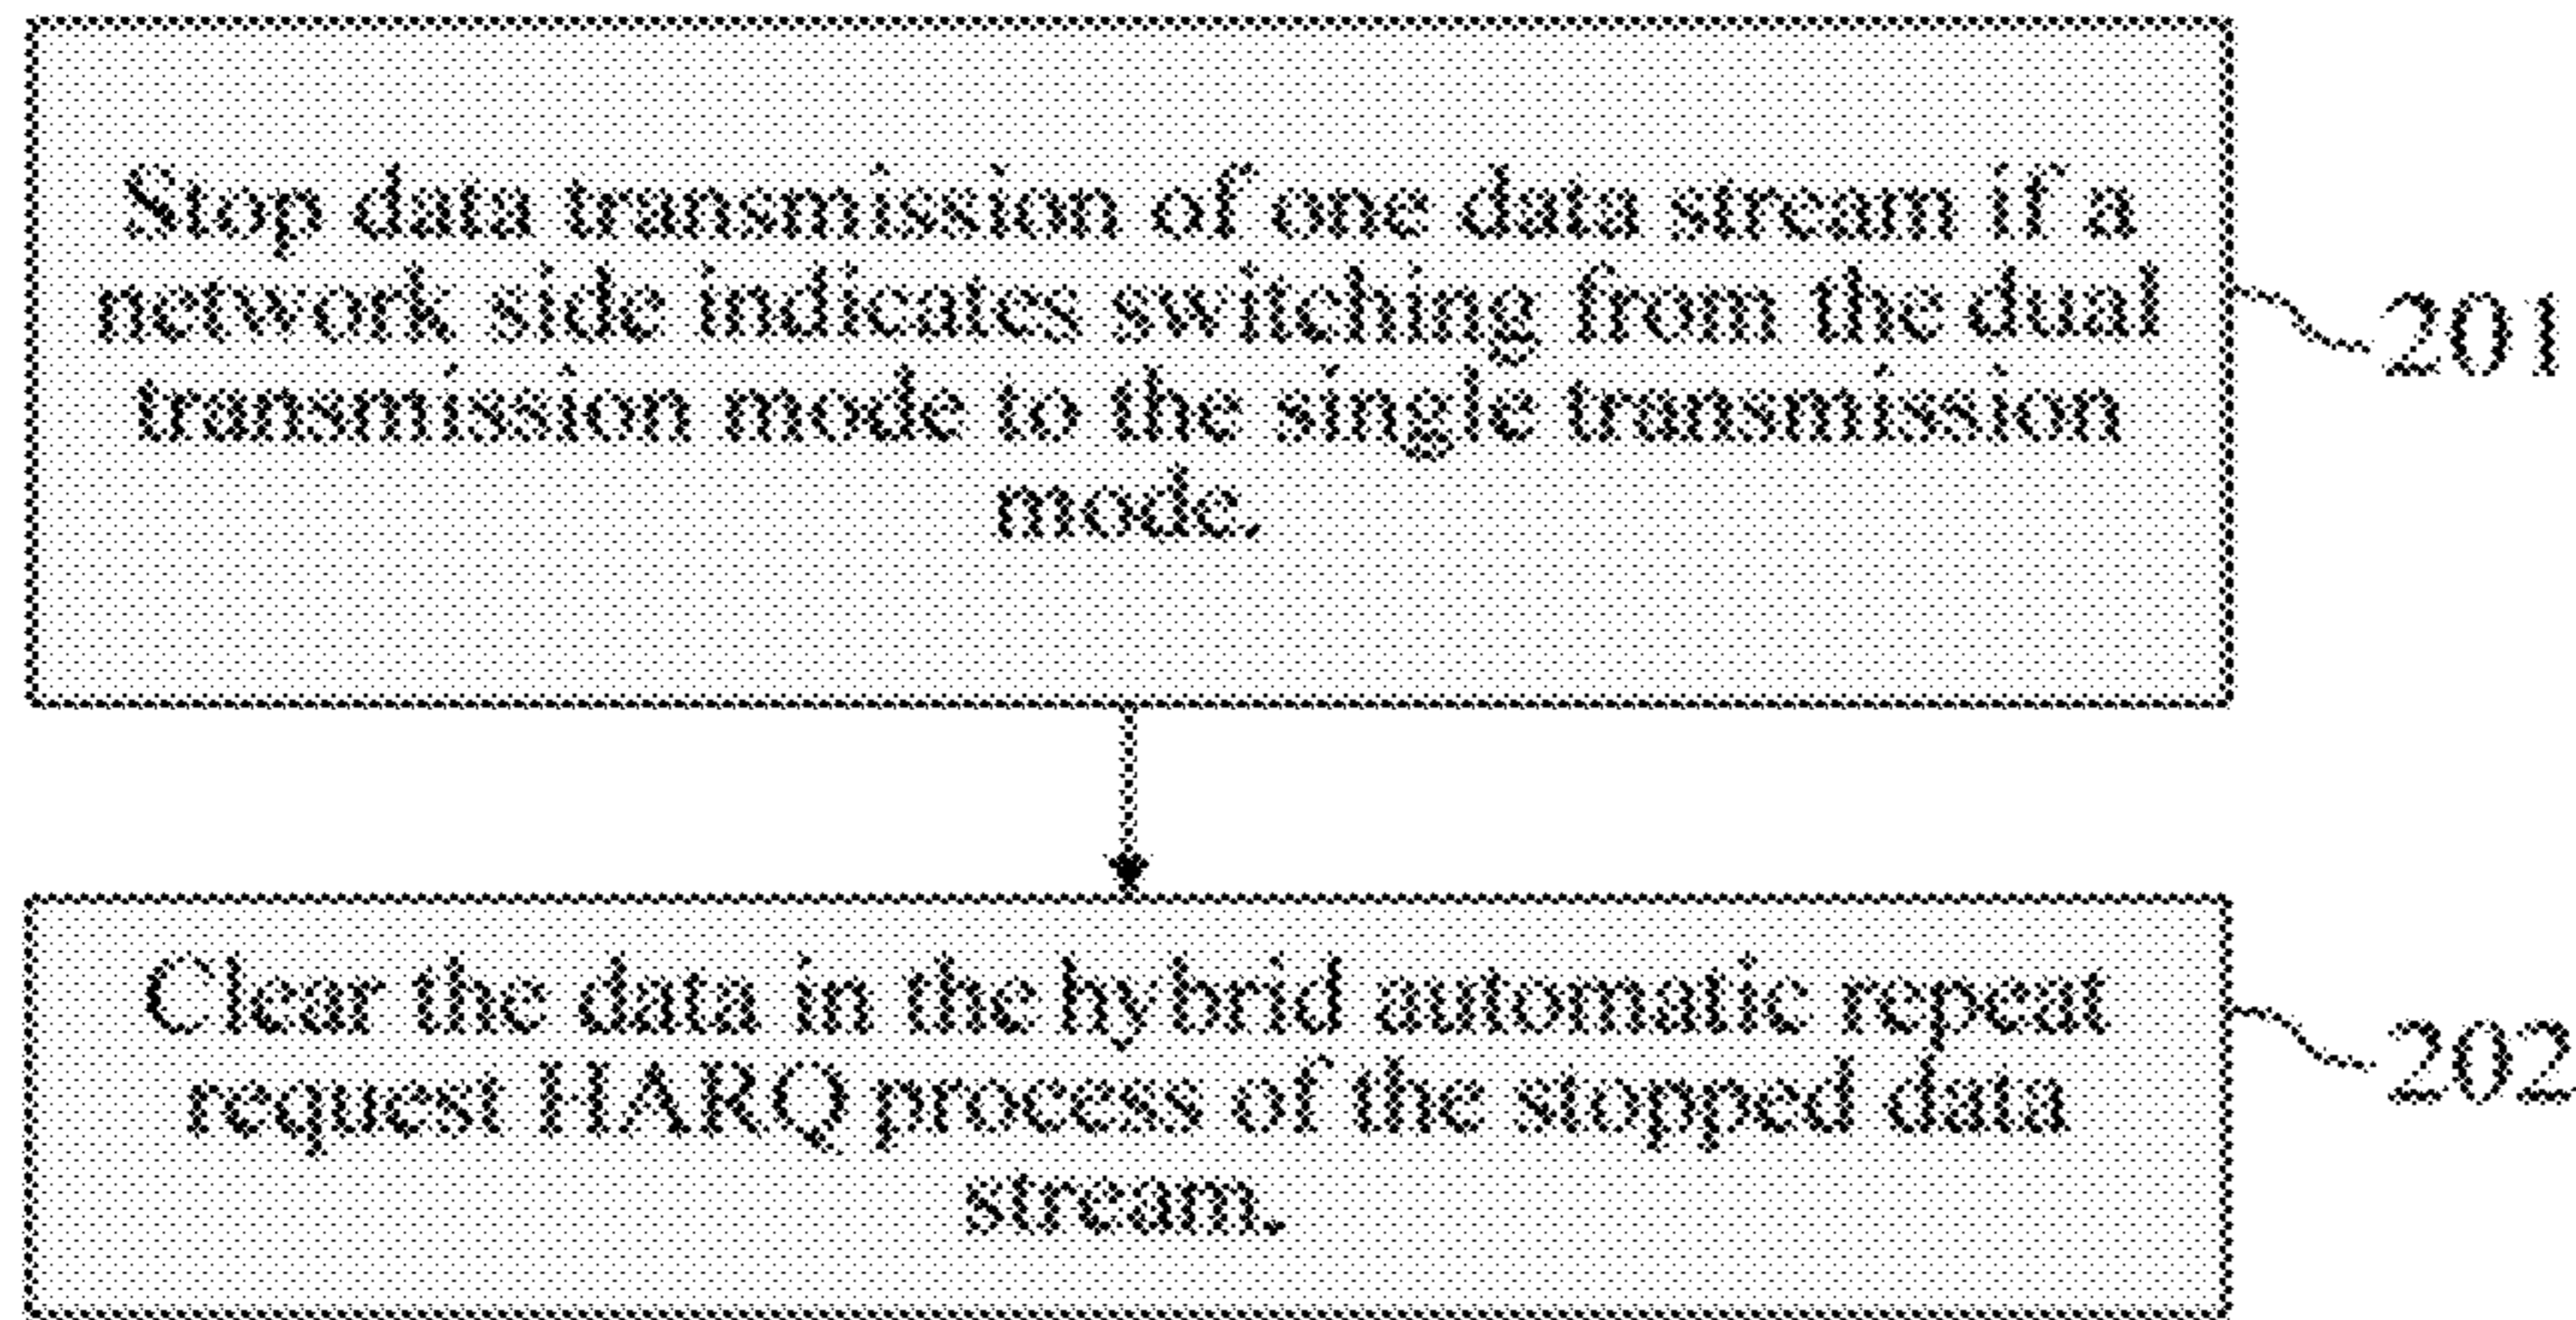 Stop data transmission of one data stream if a
network side indicates switching from the dual
transmission mode to the single transmission
mode.
201
Clear the data in the hybrid automatic repeat
request HARQ process of the stopped data
stream.
202